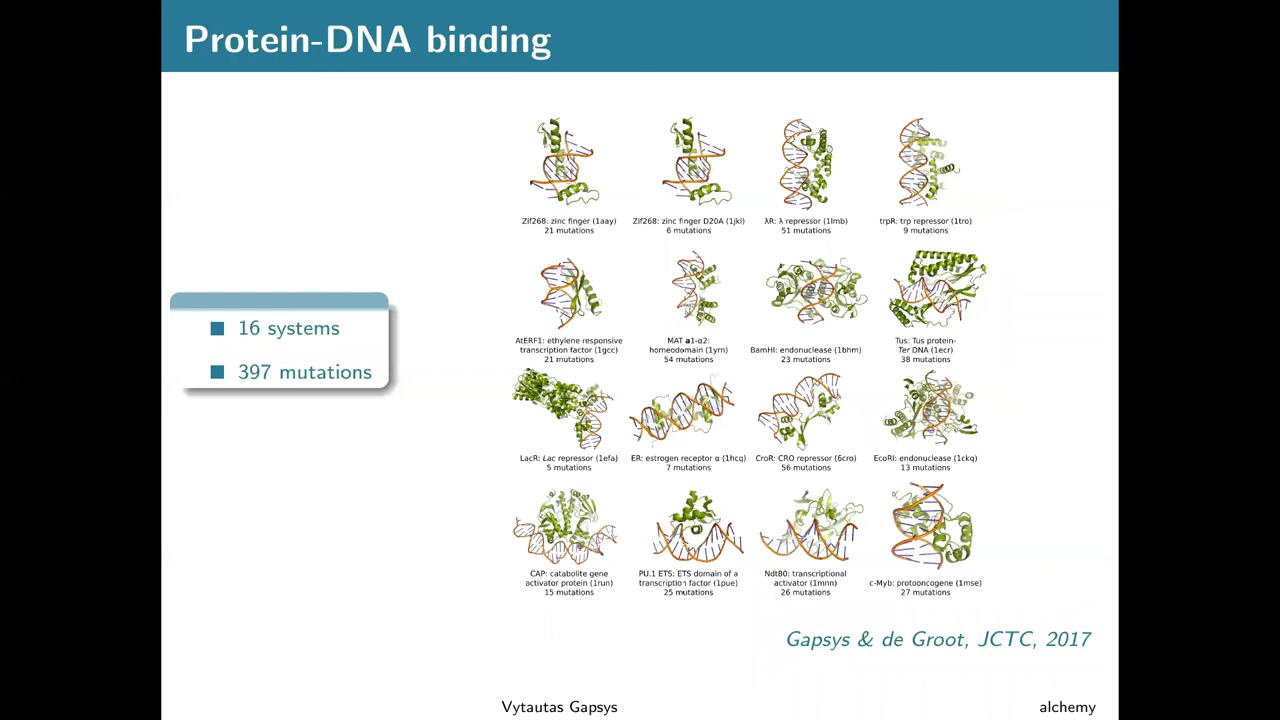 Protein-DNA binding
16 systems
397 mutations
Zif268: zinc finger (1aay)
21 mutations
Zif268: zinc finger D20A (1jkl)
6 mutations
λR: λ repressor (1lmb)
51 mutations
trpR: trp repressor (1tro)
9 mutations
AtERF1: ethylene responsive
transcription factor (1gcc)
21 mutations
MAT a1-α2:
homeodomain (1yrn)
54 mutations
BamHI: endonuclease (1bhm)
23 mutations
Tus: Tus protein-
Ter DNA (1ecr)
38 mutations
LacR: Lac repressor (1efa)
5 mutations
ER: estrogen receptor α (1hcq)
7 mutations
CroR: CRO repressor (6cro)
56 mutations
EcoRI: endonuclease (1ckq)
13 mutations
CAP: catabolite gene
activator protein (1run)
15 mutations
PU.1 ETS: ETS domain of a
transcription factor (1pue)
25 mutations
Ndt80: transcriptional
activator (1mnn)
26 mutations
c-Myb: protooncogene (1mse)
27 mutations
Gapsys & de Groot, JCTC, 2017
Vytautas Gapsys
alchemy